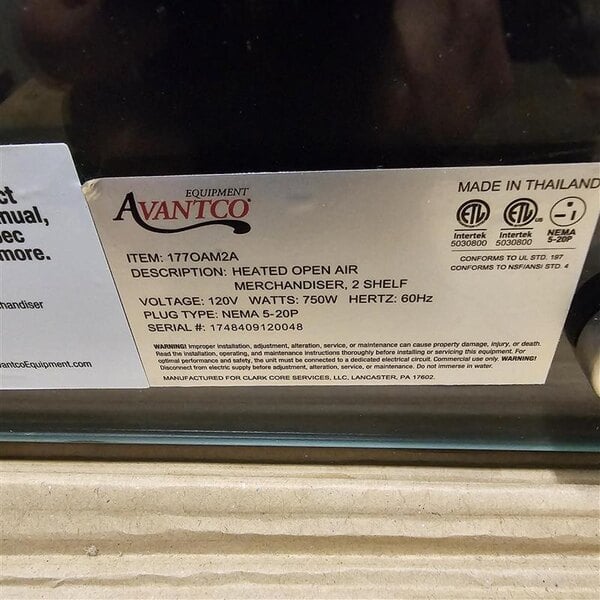 ct
nual,
ec
more.
handiser
vantcoEquipment.com
EQUIPMENT
AVANTCO®
MADE IN THAILAND
ETL ETL US
Intertek Intertek NEMA
5030800 5030800 5-20P
CONFORMS TO UL STD. 197
CONFORMS TO NSF/ANSI STD. 4
ITEM: 177OAM2A
DESCRIPTION: HEATED OPEN AIR
MERCHANDISER, 2 SHELF
VOLTAGE: 120V WATTS: 750W HERTZ: 60Hz
PLUG TYPE: NEMA 5-20P
SERIAL #: 1748409120048
WARNING! Improper installation, adjustment, alteration, service, or maintenance can cause property damage, injury, or death.
Read the installation, operating, and maintenance instructions thoroughly before installing or servicing this equipment. For
optimal performance and safety, the unit must be connected to a dedicated electrical circuit. Commercial use only. WARNING!
Disconnect from electric supply before adjustment, alteration, service, or maintenance. Do not immerse in water.
MANUFACTURED FOR CLARK CORE SERVICES, LLC, LANCASTER, PA 17602.